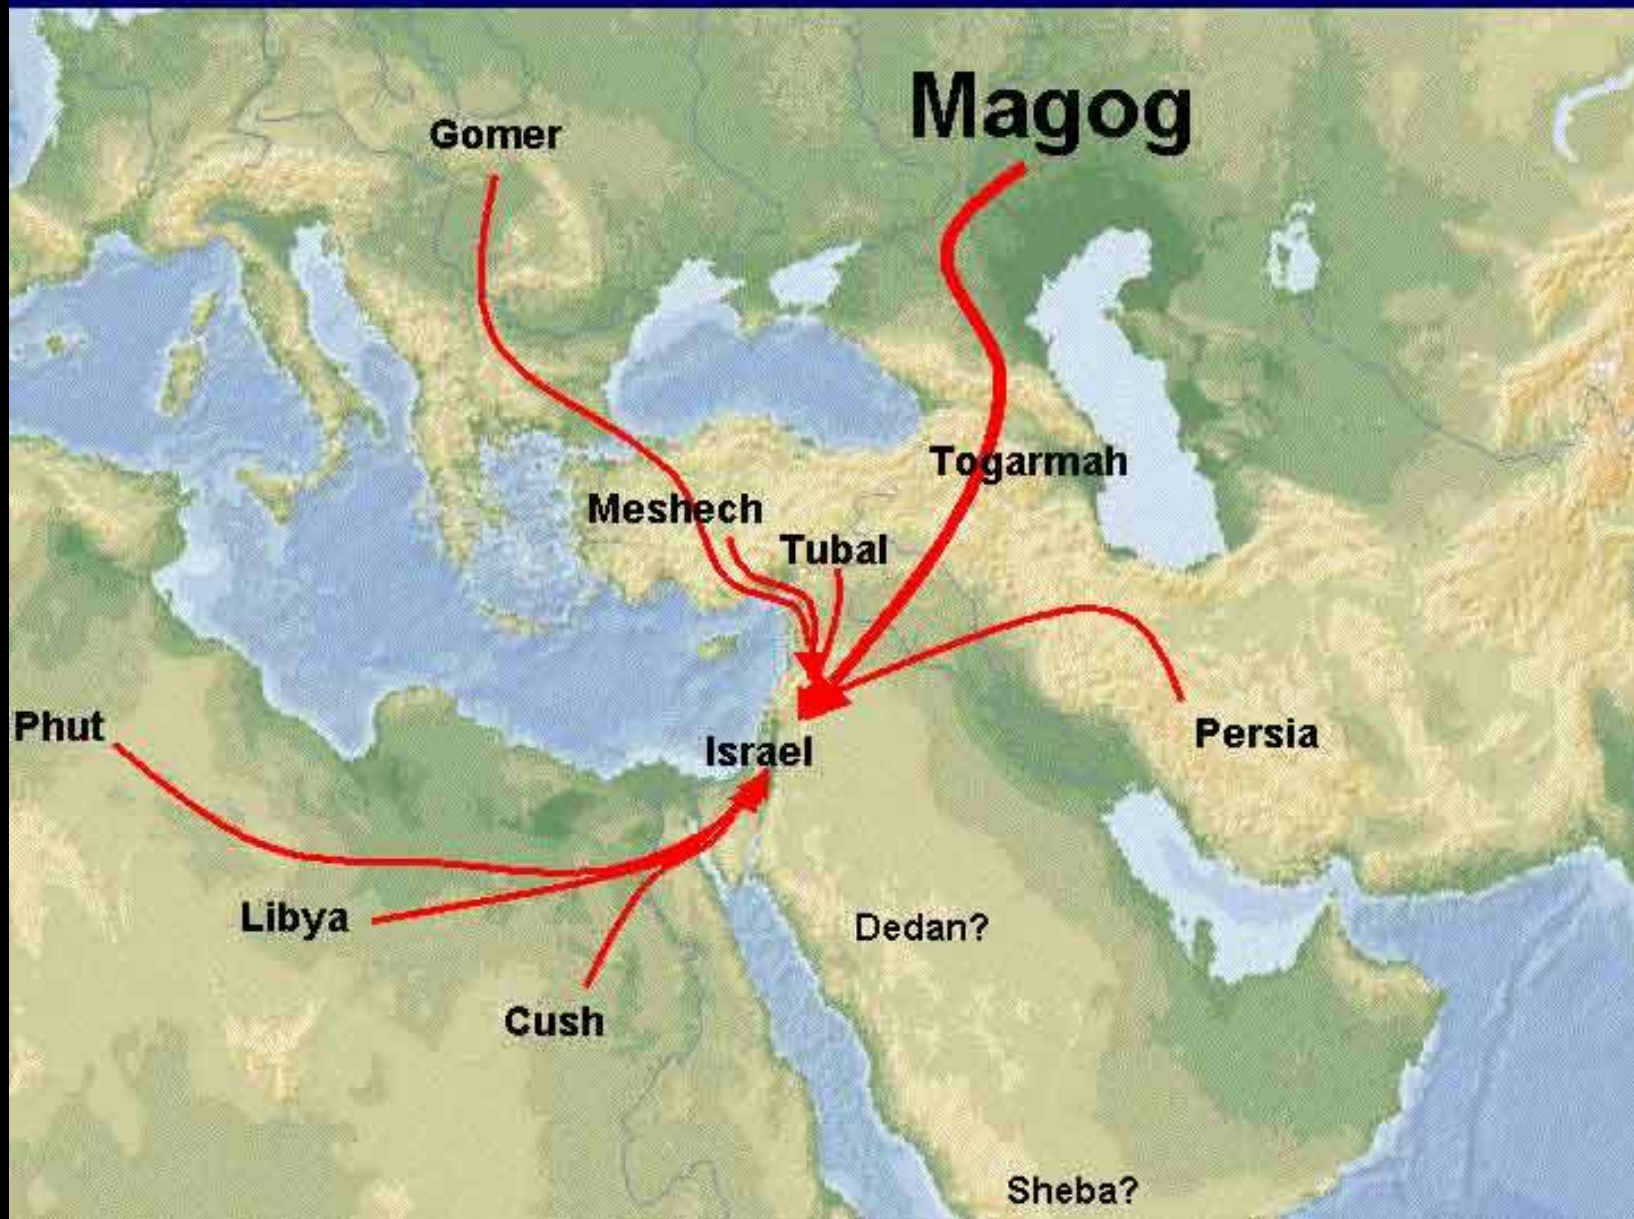 Magog
Gomer
Togarmah
Meshech
Tubal
Phut
Persia
Israel
Libya
Dedan?
Cush
Sheba?